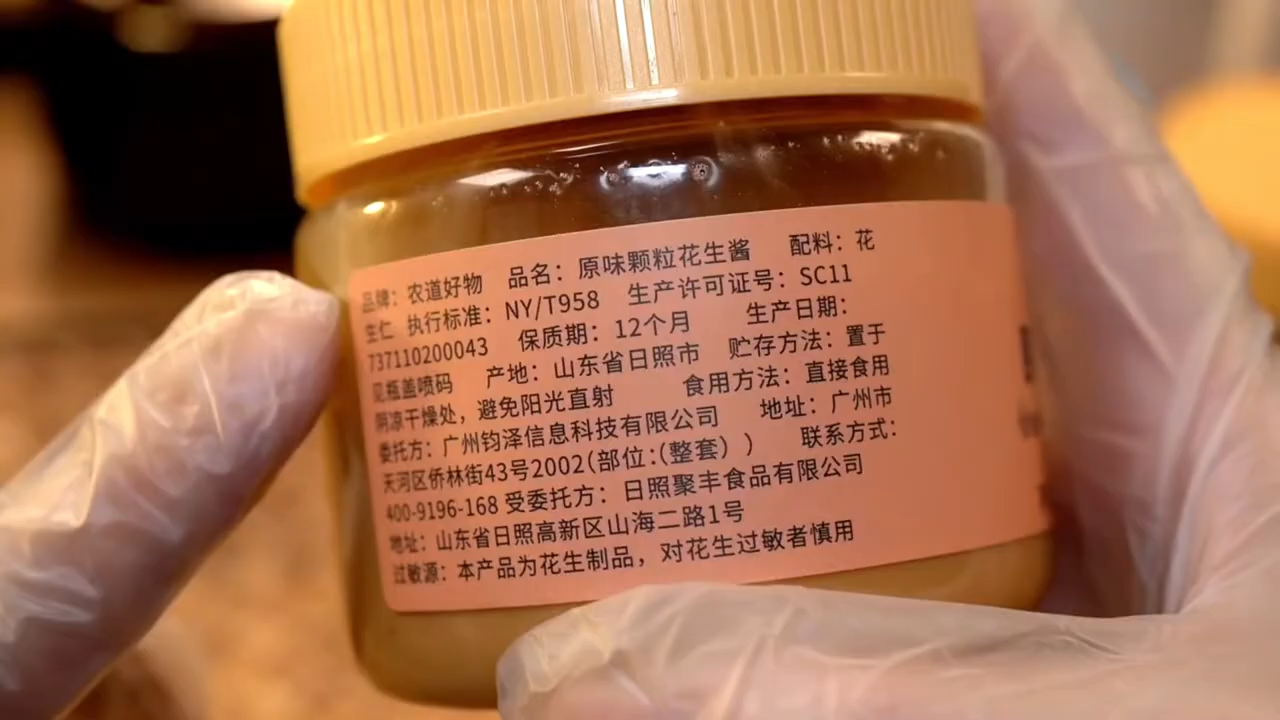 品牌：农道好物 品名：原味颗粒花生酱 配料：花
生仁 执行标准：NY/T958 生产许可证号：SC11
737110200043 保质期：12个月 生产日期：
见瓶盖喷码 产地：山东省日照市 贮存方法：置于
阴凉干燥处，避免阳光直射 食用方法：直接食用
委托方：广州钧泽信息科技有限公司 地址：广州市
天河区侨林街43号2002（部位：（整套）） 联系方式：
400-9196-168 受委托方：日照聚丰食品有限公司
地址：山东省日照高新区山海二路1号
过敏源：本产品为花生制品，对花生过敏者慎用